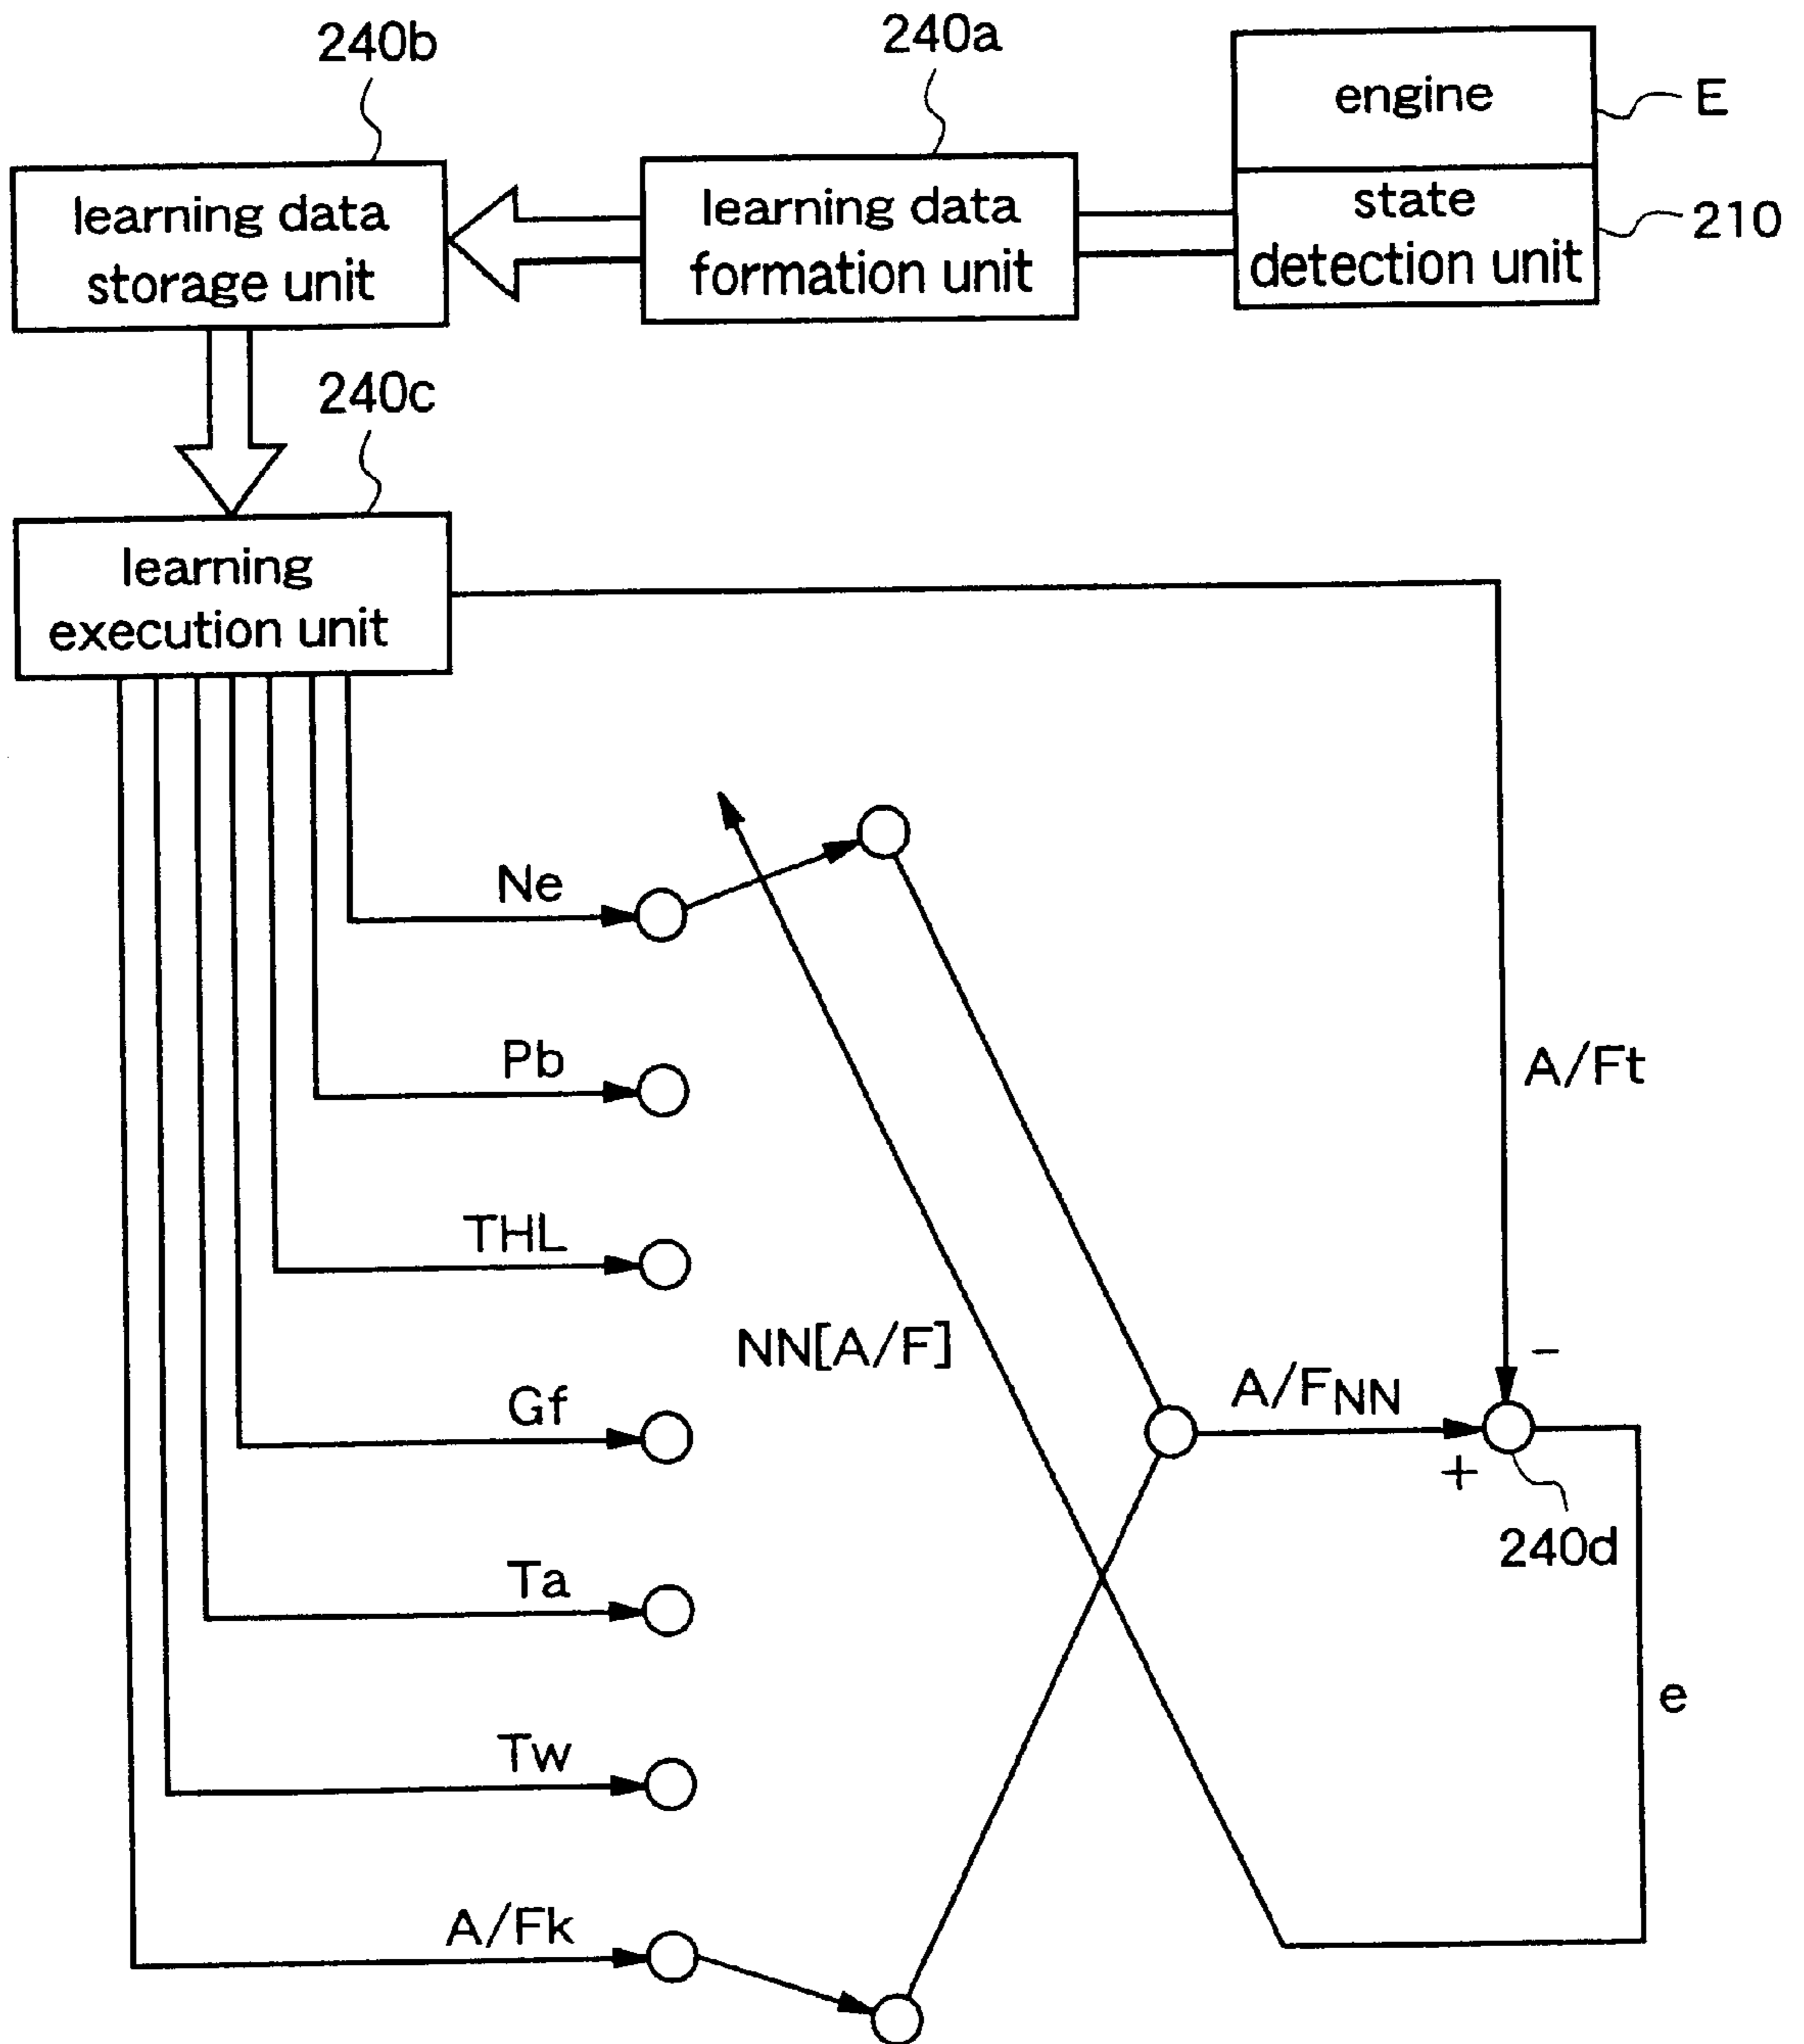 240b
240a
engine
E
learning data
storage unit
learning data
formation unit
state
detection unit
210
240c
learning
execution unit
Ne
Pb
A/Ft
THL
NN[A/F]
−
Gf
A/FNN
+
240d
Ta
e
Tw
A/Fk